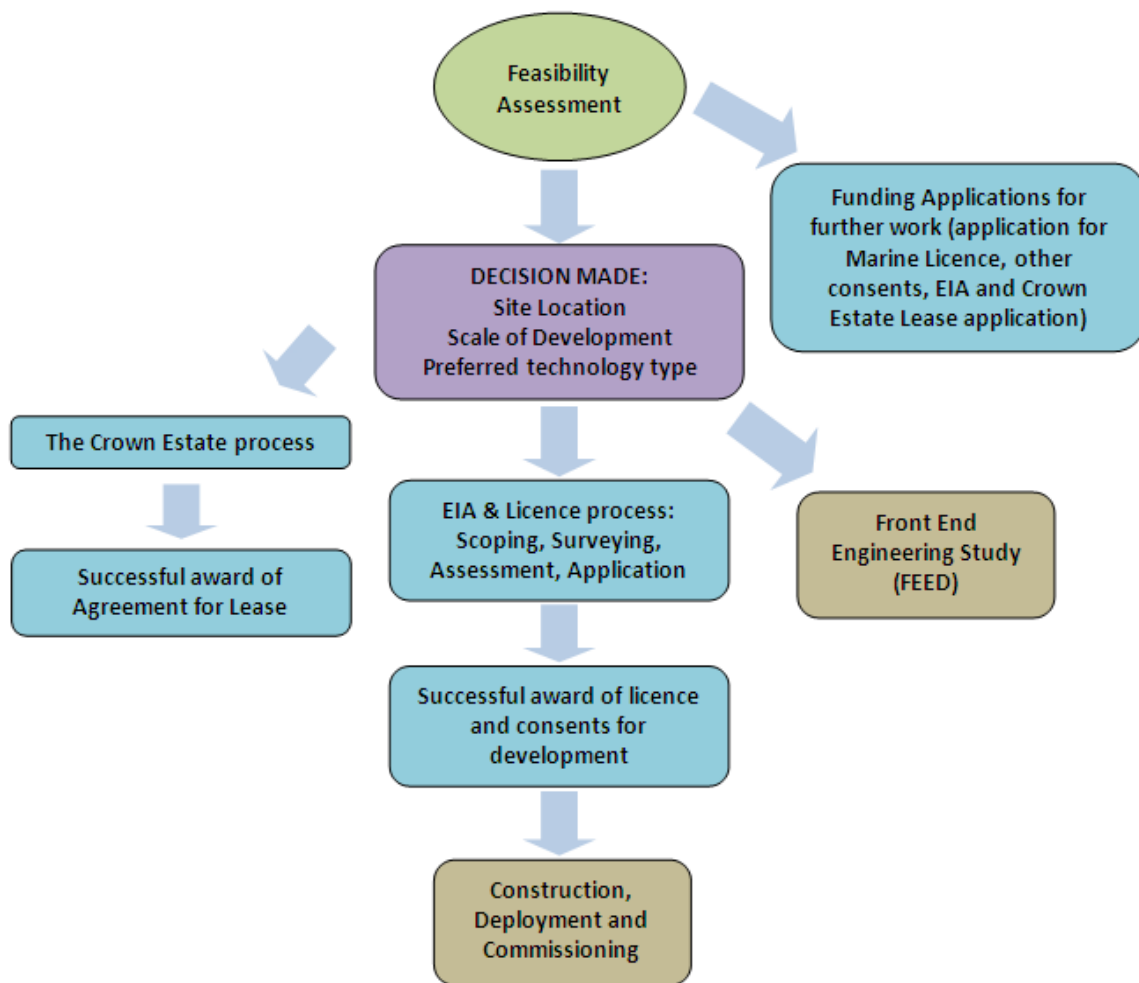 Feasibility
Assessment
Funding Applications for
further work (application for
Marine Licence, other
consents, EIA and Crown
Estate Lease application)
DECISION MADE:
Site Location
Scale of Development
Preferred technology type
The Crown Estate process
Successful award of
Agreement for Lease
EIA & Licence process:
Scoping, Surveying,
Assessment, Application
Front End
Engineering Study
(FEED)
Successful award of licence
and consents for
development
Construction,
Deployment and
Commissioning